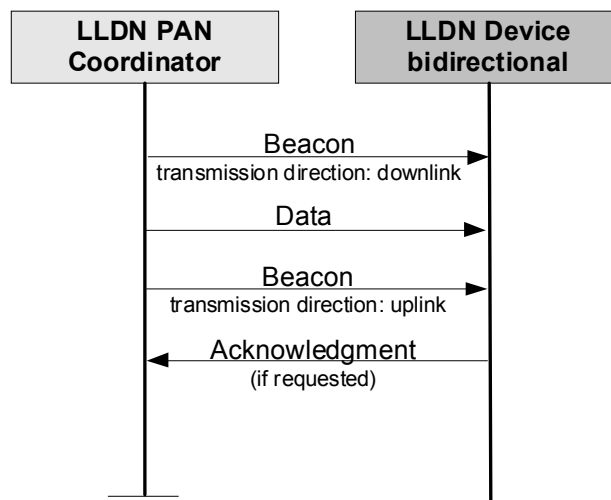 LLDN PAN
Coordinator
LLDN Device
bidirectional
Beacon
transmission direction: downlink
Data
Beacon
transmission direction: uplink
Acknowledgment
(if requested)